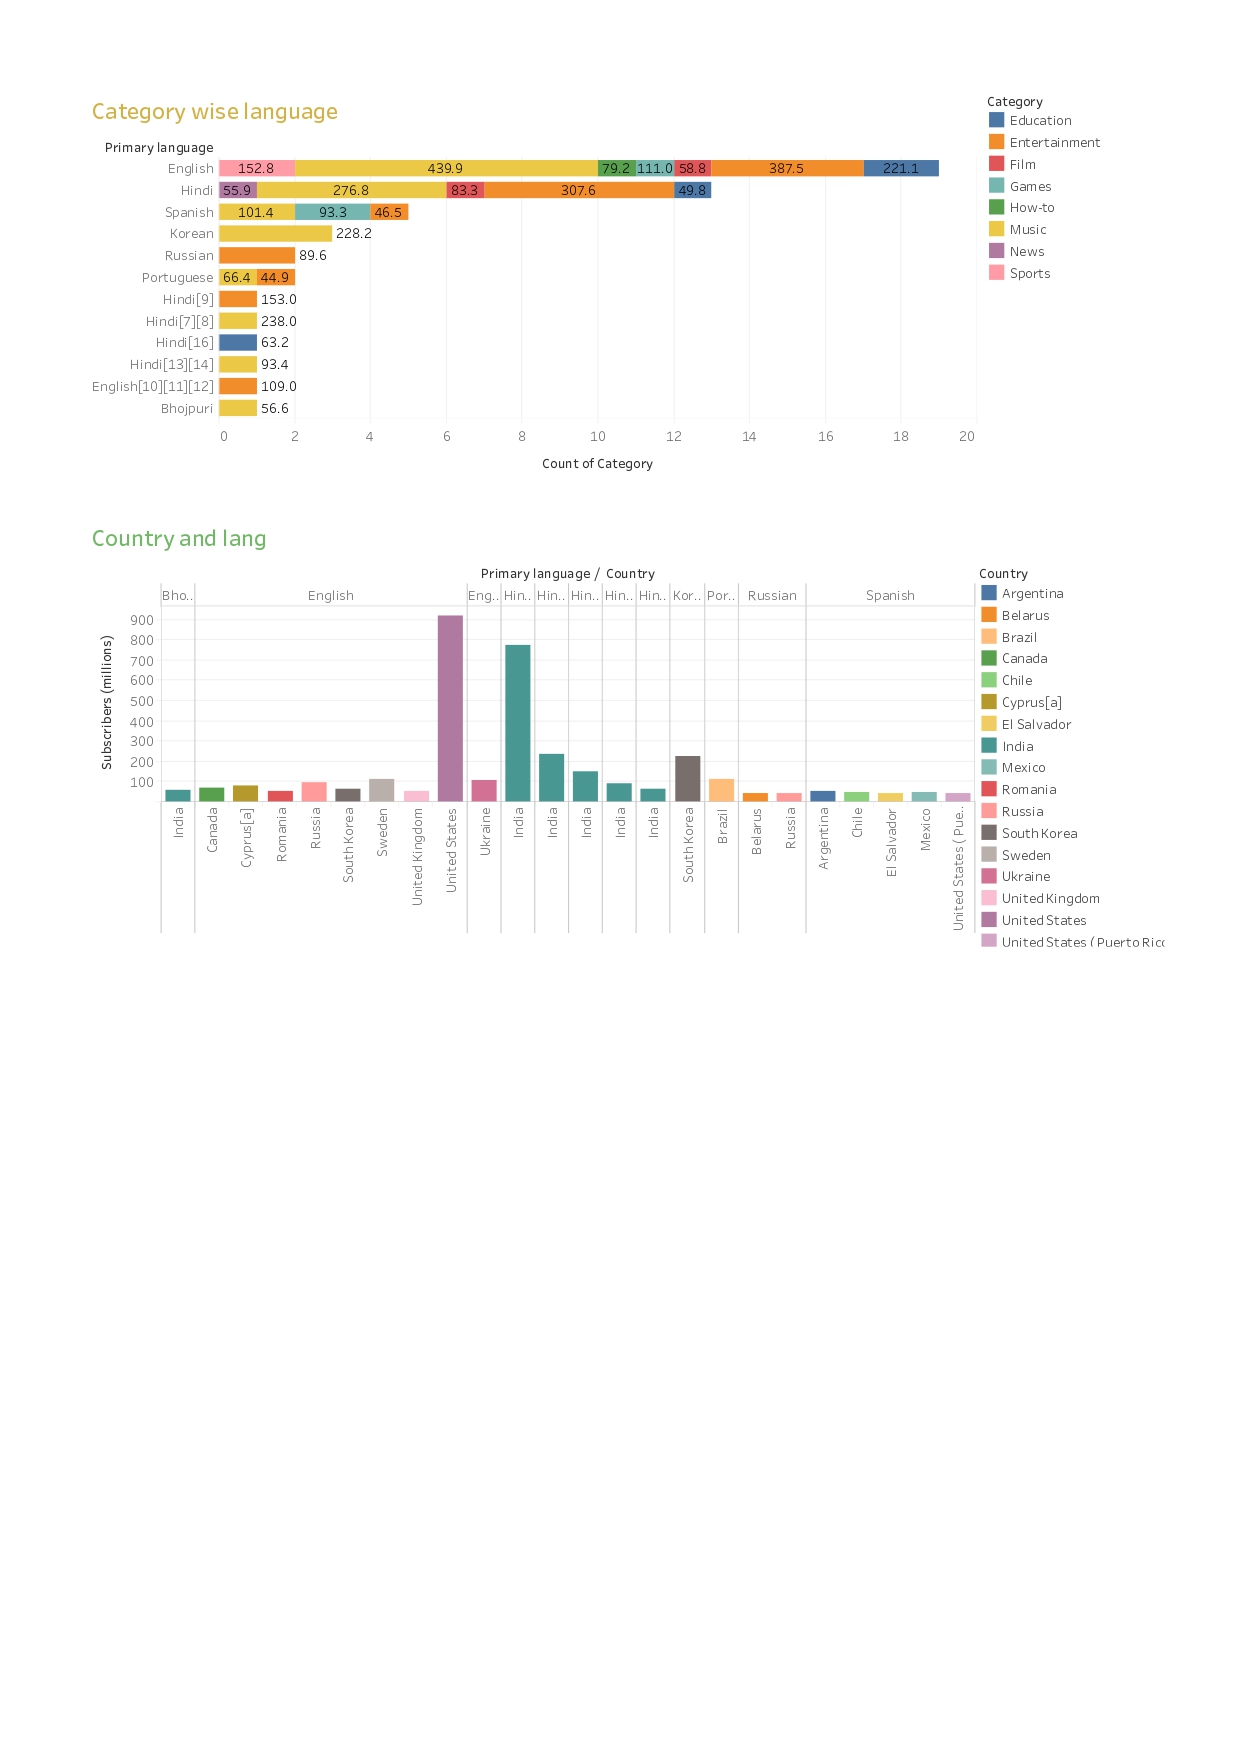 Category wise language
Primary language
English 152.8 439.9 79.2 111.0 58.8 387.5 221.1
Hindi 55.9 276.8 83.3 307.6 49.8
Spanish 101.4 93.3 46.5
Korean 228.2
Russian 89.6
Portuguese 66.4 44.9
Hindi[9] 153.0
Hindi[7][8] 238.0
Hindi[16] 63.2
Hindi[13][14] 93.4
English[10][11][12] 109.0
Bhojpuri 56.6
0 2 4 6 8 10 12 14 16 18 20
Count of Category
Category
Education
Entertainment
Film
Games
How-to
Music
News
Sports
Country and lang
Primary language / Country
Bho.. English Eng.. Hin.. Hin.. Hin.. Hin.. Hin.. Kor.. Por.. Russian Spanish
Subscribers (millions)
900
800
700
600
500
400
300
200
100
India
Canada
Cyprus[a]
Romania
Russia
South Korea
Sweden
United Kingdom
United States
Ukraine
India
India
India
India
India
South Korea
Brazil
Belarus
Russia
Argentina
Chile
El Salvador
Mexico
United States ( Pue..
Country
Argentina
Belarus
Brazil
Canada
Chile
Cyprus[a]
El Salvador
India
Mexico
Romania
Russia
South Korea
Sweden
Ukraine
United Kingdom
United States
United States ( Puerto Ric